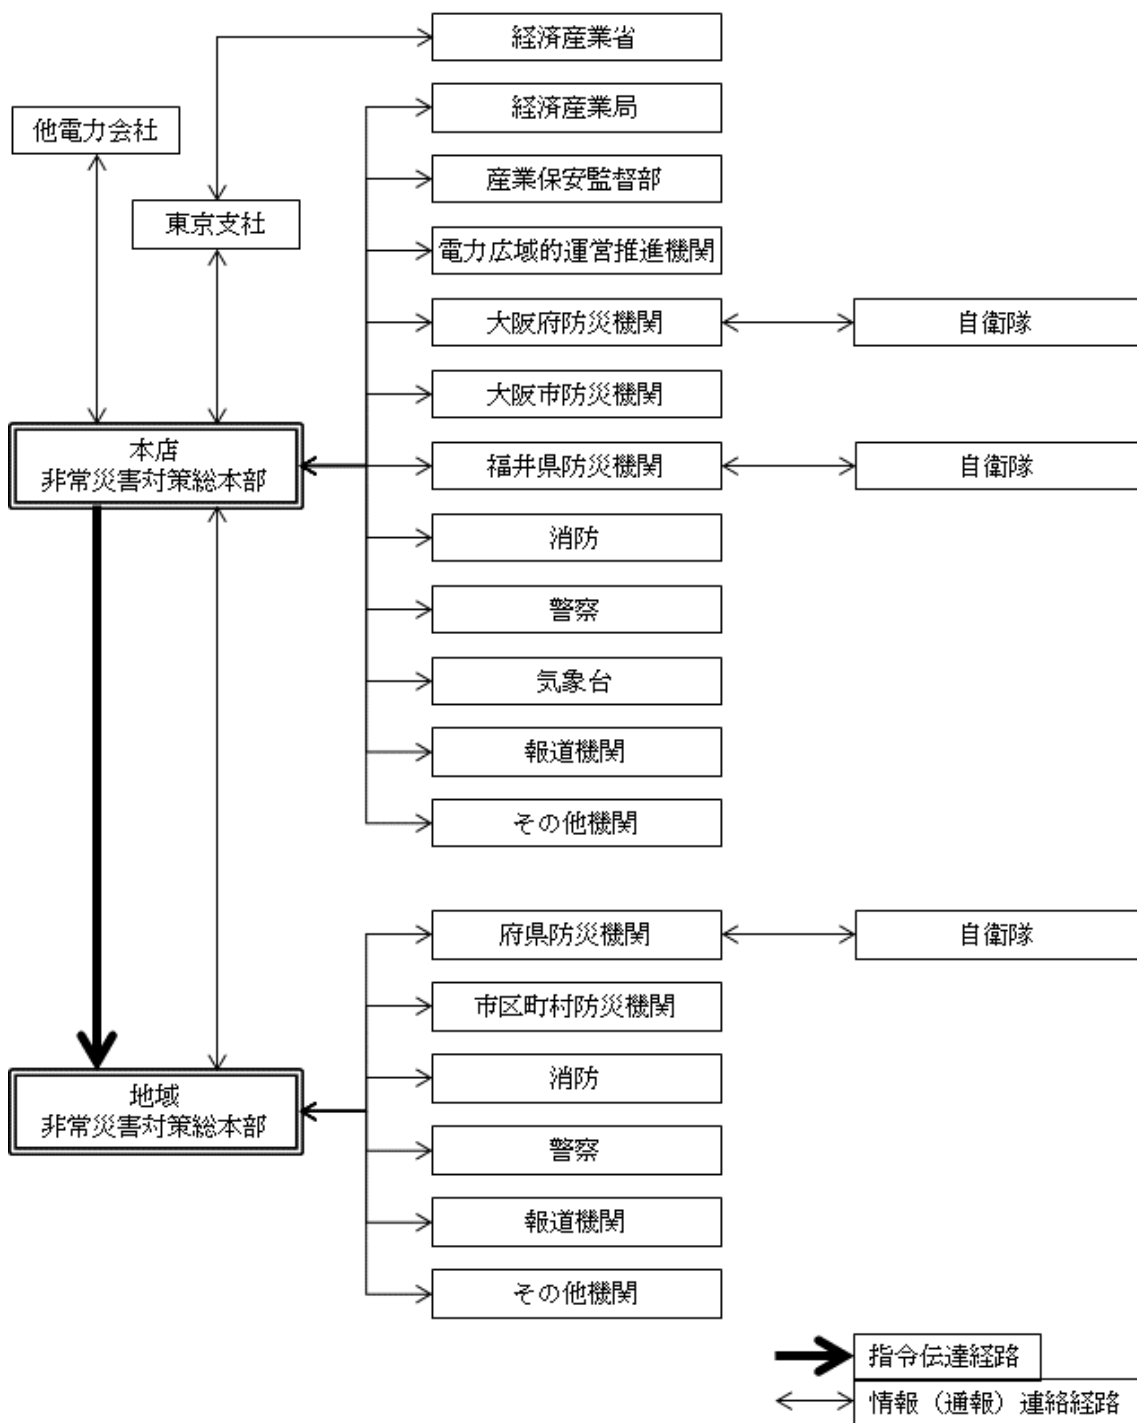 経済産業省
経済産業局
他電力会社
産業保安監督部
東京支社
電力広域的運営推進機関
大阪府防災機関
自衛隊
大阪市防災機関
本店
非常災害対策総本部
福井県防災機関
自衛隊
消防
警察
気象台
報道機関
その他機関
府県防災機関
自衛隊
市区町村防災機関
消防
地域
非常災害対策総本部
警察
報道機関
その他機関
指令伝達経路
情報（通報）連絡経路